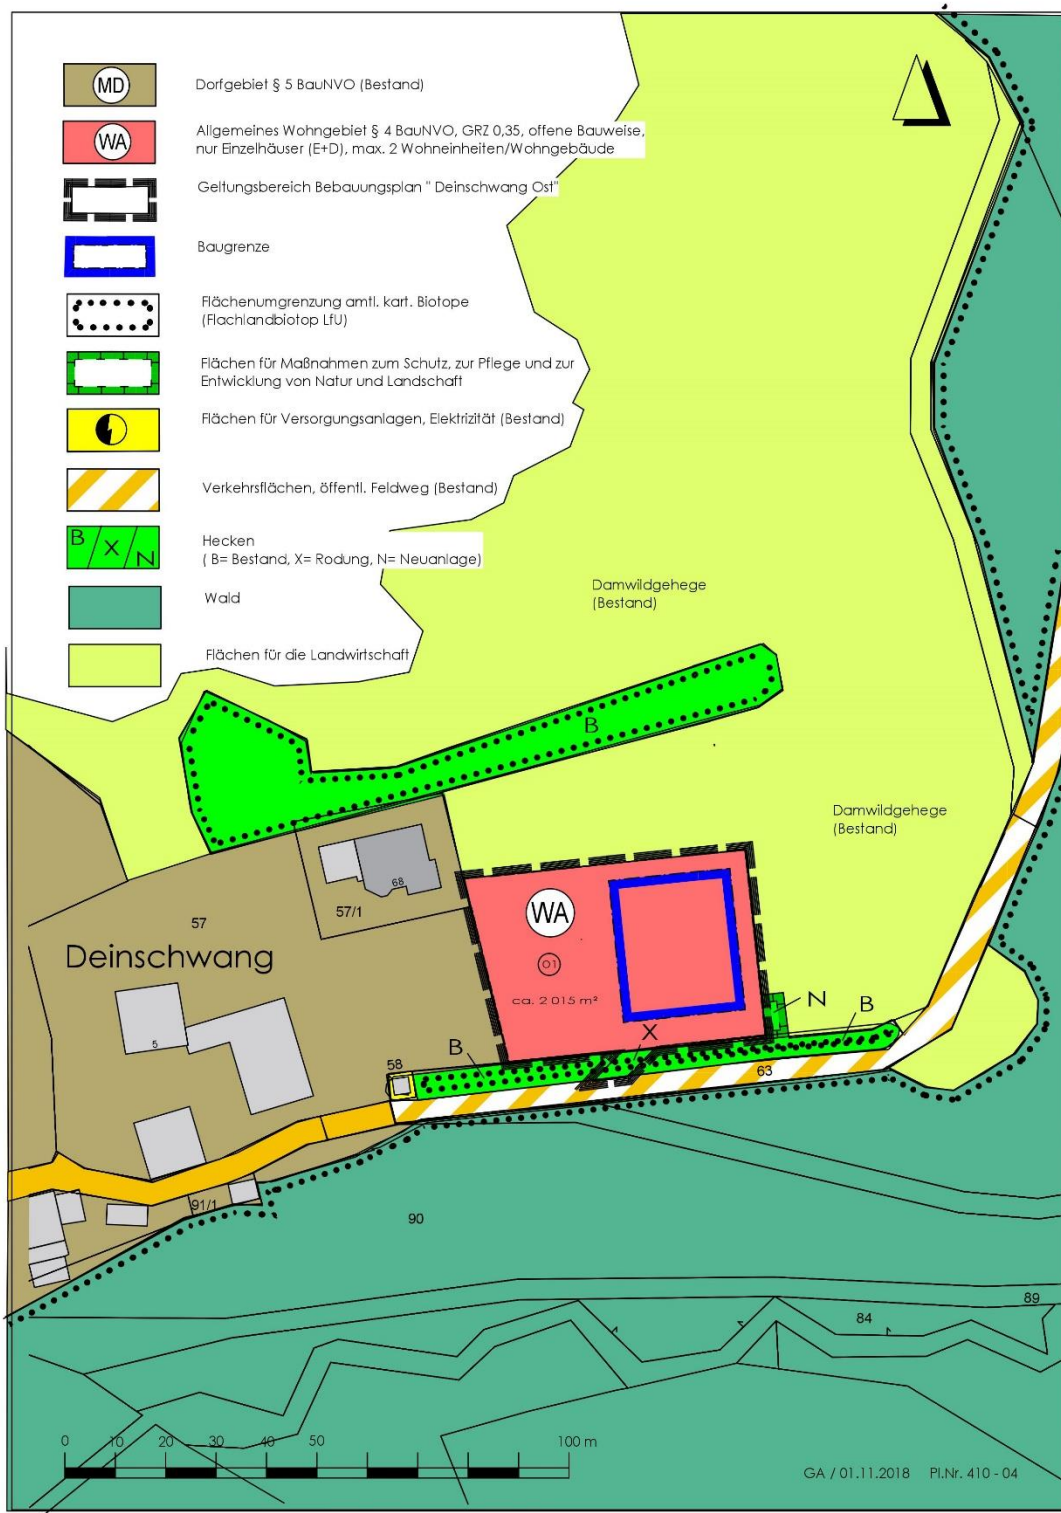 MD
Dorfgebiet § 5 BauNVO (Bestand)
WA
Allgemeines Wohngebiet § 4 BauNVO, GRZ 0,35, offene Bauweise,
nur Einzelhäuser (E+D), max. 2 Wohneinheiten/Wohngebäude
Geltungsbereich Bebauungsplan " Deinschwang Ost"
Baugrenze
Flächenumgrenzung amtl. kart. Biotope
(Flachlandbiotop LfU)
Flächen für Maßnahmen zum Schutz, zur Pflege und zur
Entwicklung von Natur und Landschaft
Flächen für Versorgungsanlagen, Elektrizität (Bestand)
Verkehrsflächen, öffentl. Feldweg (Bestand)
B / X / N
Hecken
( B= Bestand, X= Rodung, N= Neuanlage)
Wald
Flächen für die Landwirtschaft
Damwildgehege
(Bestand)
B
Damwildgehege
(Bestand)
68
57/1
57
WA
Deinschwang
01
ca. 2 015 m²
N
B
X
B
5
58
63
91/1
90
89
84
0 10 20 30 40 50 100 m
GA / 01.11.2018 Pl.Nr. 410 - 04